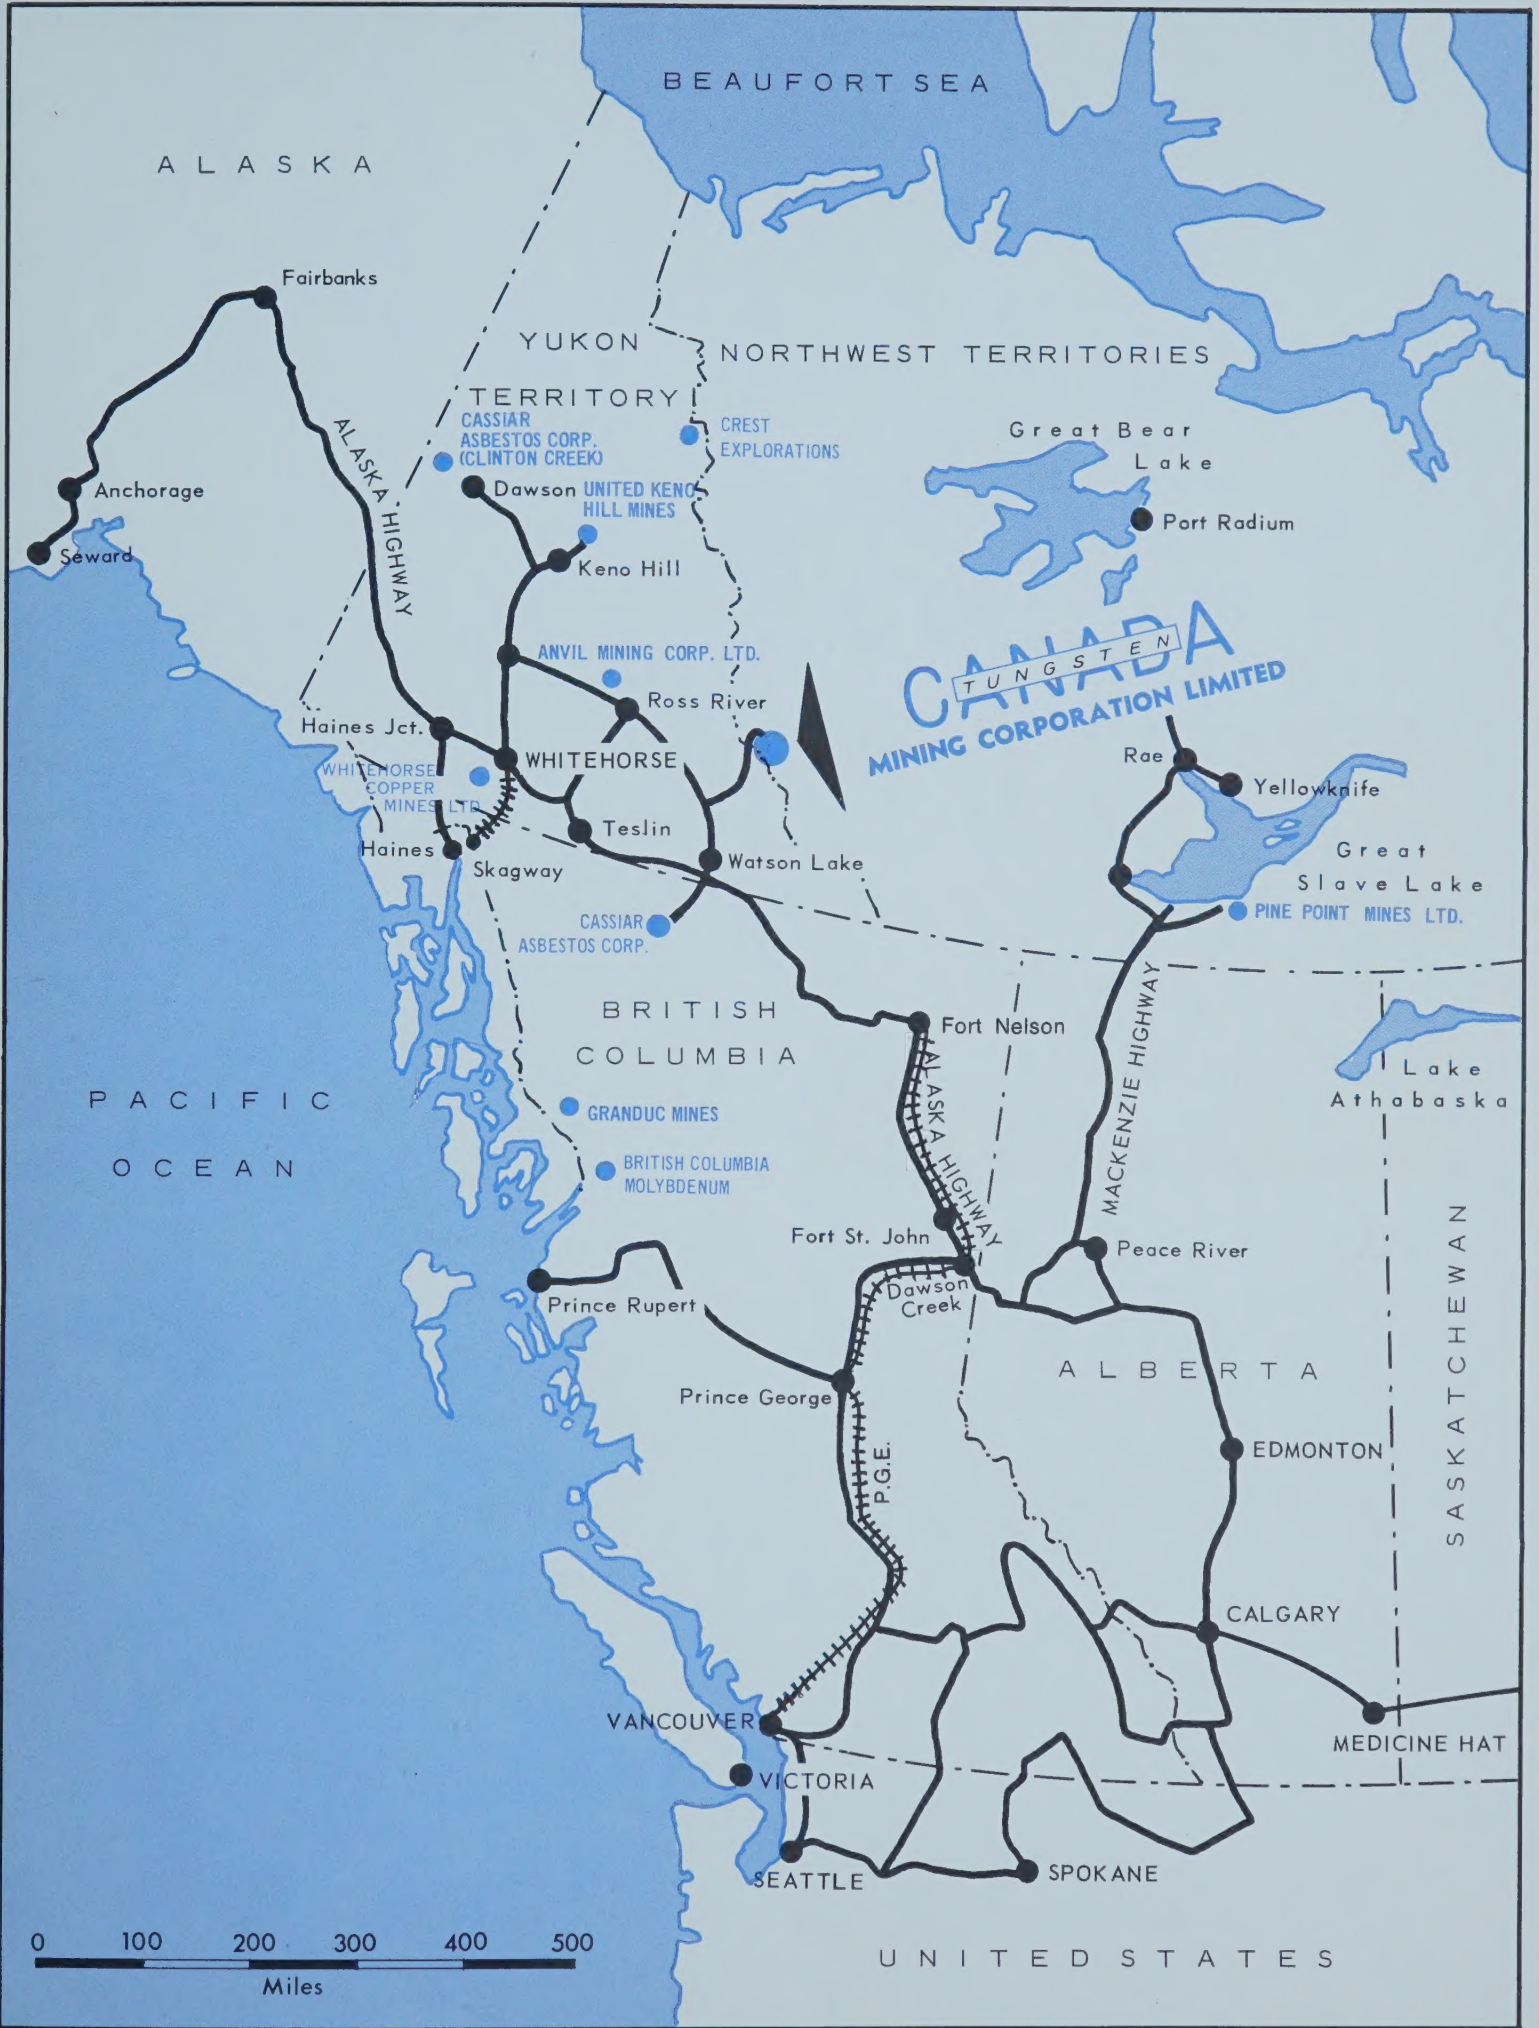 BEAUFORT SEA
ALASKA
Fairbanks
YUKON
TERRITORY
NORTHWEST TERRITORIES
CASSIAR
ASBESTOS CORP.
(CLINTON CREEK)
CREST
EXPLORATIONS
Great Bear
Lake
ALASKA HIGHWAY
Anchorage
Dawson
UNITED KENO
HILL MINES
Port Radium
Seward
Keno Hill
CANADA
TUNGSTEN
MINING CORPORATION LIMITED
ANVIL MINING CORP. LTD.
Ross River
Haines Jct.
WHITEHORSE
Rae
WHITEHORSE
COPPER
MINES LTD
Yellowknife
Teslin
Haines
Skagway
Watson Lake
Great
Slave Lake
PINE POINT MINES LTD.
CASSIAR
ASBESTOS CORP.
BRITISH
COLUMBIA
Fort Nelson
MACKENZIE HIGHWAY
ALASKA HIGHWAY
Lake
Athabaska
PACIFIC
OCEAN
GRANDUC MINES
BRITISH COLUMBIA
MOLYBDENUM
Fort St. John
Peace River
Dawson
Creek
Prince Rupert
SASKATCHEWAN
ALBERTA
Prince George
P.G.E.
EDMONTON
CALGARY
VANCOUVER
MEDICINE HAT
VICTORIA
SEATTLE
SPOKANE
0 100 200 300 400 500
Miles
UNITED STATES